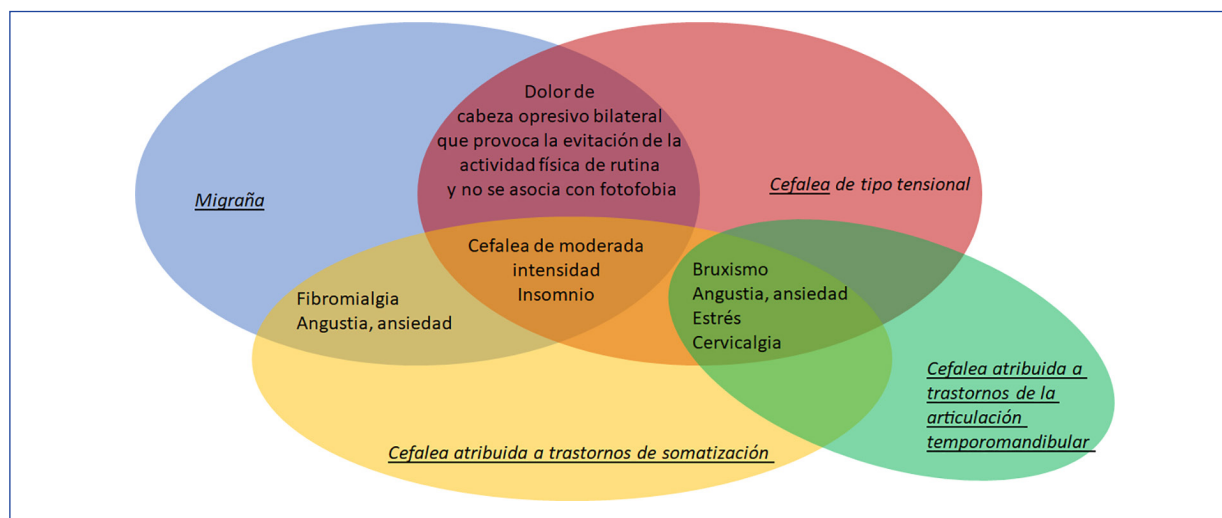 Dolor de
cabeza opresivo bilateral
que provoca la evitación de la
actividad física de rutina
y no se asocia con fotofobia
Migraña
Cefalea de tipo tensional
Cefalea de moderada
intensidad
Insomnio
Fibromialgia
Angustia, ansiedad
Bruxismo
Angustia, ansiedad
Estrés
Cervicalgia
Cefalea atribuida a
trastornos de la
articulación
temporomandibular
Cefalea atribuida a trastornos de somatización